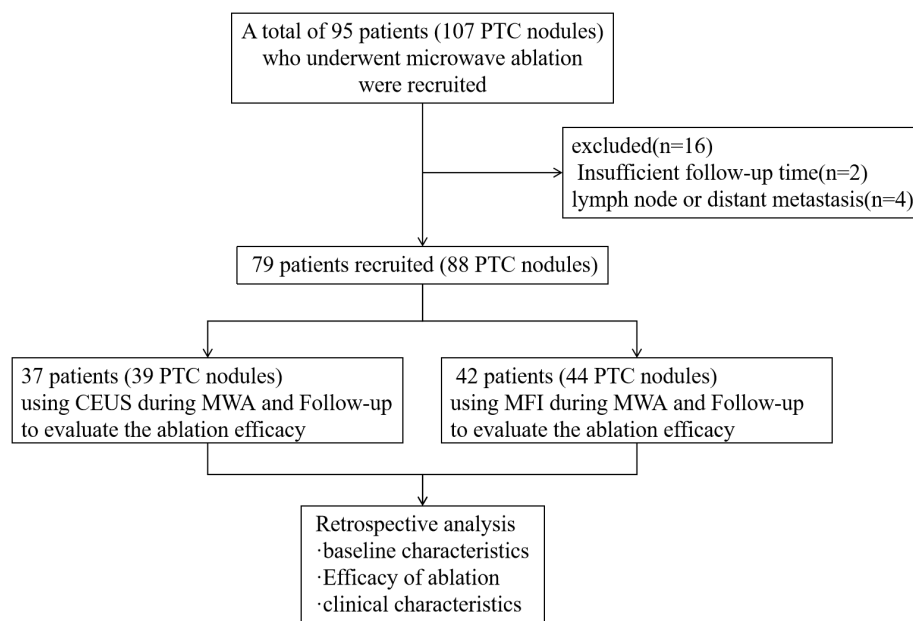 A total of 95 patients (107 PTC nodules)
who underwent microwave ablation
were recruited
excluded(n=16)
Insufficient follow-up time(n=2)
lymph node or distant metastasis(n=4)
79 patients recruited (88 PTC nodules)
37 patients (39 PTC nodules)
using CEUS during MWA and Follow-up
to evaluate the ablation efficacy
42 patients (44 PTC nodules)
using MFI during MWA and Follow-up
to evaluate the ablation efficacy
Retrospective analysis
·baseline characteristics
·Efficacy of ablation
·clinical characteristics